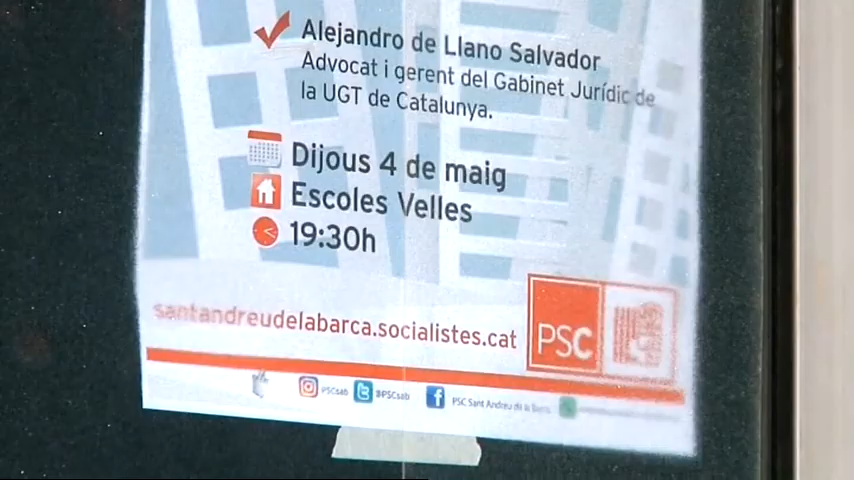 Alejandro de Llano Salvador
Advocat i gerent del Gabinet Jurídic de
la UGT de Catalunya.
Dijous 4 de maig
Escoles Velles
19:30h
santandreudelabarca.socialistes.cat
PSC
PSCsab
@PSCsab
PSC Sant Andreu de la Barca